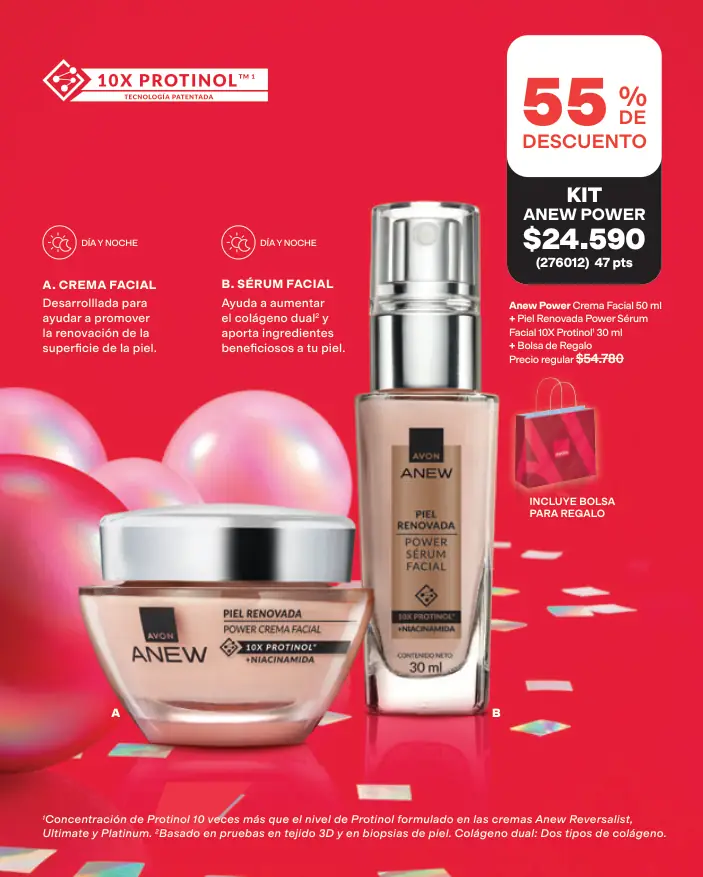 10X PROTINOL™ 1
TECNOLOGÍA PATENTADA
55 %
DE
DESCUENTO
KIT
ANEW POWER
$24.590
(276012) 47 pts
Anew Power Crema Facial 50 ml
+ Piel Renovada Power Sérum
Facial 10X Protinol¹ 30 ml
+ Bolsa de Regalo
Precio regular $54.780
INCLUYE BOLSA
PARA REGALO
DÍA Y NOCHE
A. CREMA FACIAL
Desarrolllada para
ayudar a promover
la renovación de la
superficie de la piel.
DÍA Y NOCHE
B. SÉRUM FACIAL
Ayuda a aumentar
el colágeno dual² y
aporta ingredientes
beneficiosos a tu piel.
AVON
ANEW
PIEL
RENOVADA
POWER
SÉRUM
FACIAL
10X PROTINOL™
+NIACINAMIDA
CONTENIDO NETO
30 ml
AVON
ANEW
PIEL RENOVADA
POWER CREMA FACIAL
10X PROTINOL™
+NIACINAMIDA
A
B
¹Concentración de Protinol 10 veces más que el nivel de Protinol formulado en las cremas Anew Reversalist,
Ultimate y Platinum. ²Basado en pruebas en tejido 3D y en biopsias de piel. Colágeno dual: Dos tipos de colágeno.